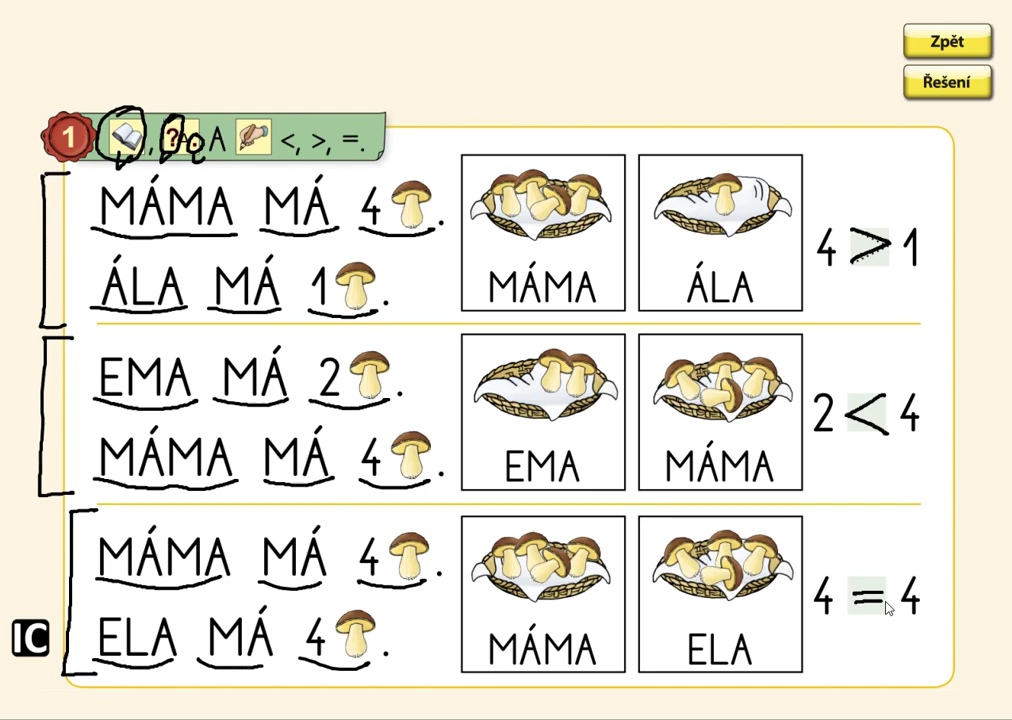 Zpět
Řešení
1 , ?A. A <, >, =.
MÁMA MÁ 4 .
ÁLA MÁ 1 .
MÁMA
ÁLA
4 > 1
EMA MÁ 2 .
MÁMA MÁ 4 .
EMA
MÁMA
2 < 4
MÁMA MÁ 4 .
ELA MÁ 4 .
MÁMA
ELA
4 = 4
IC